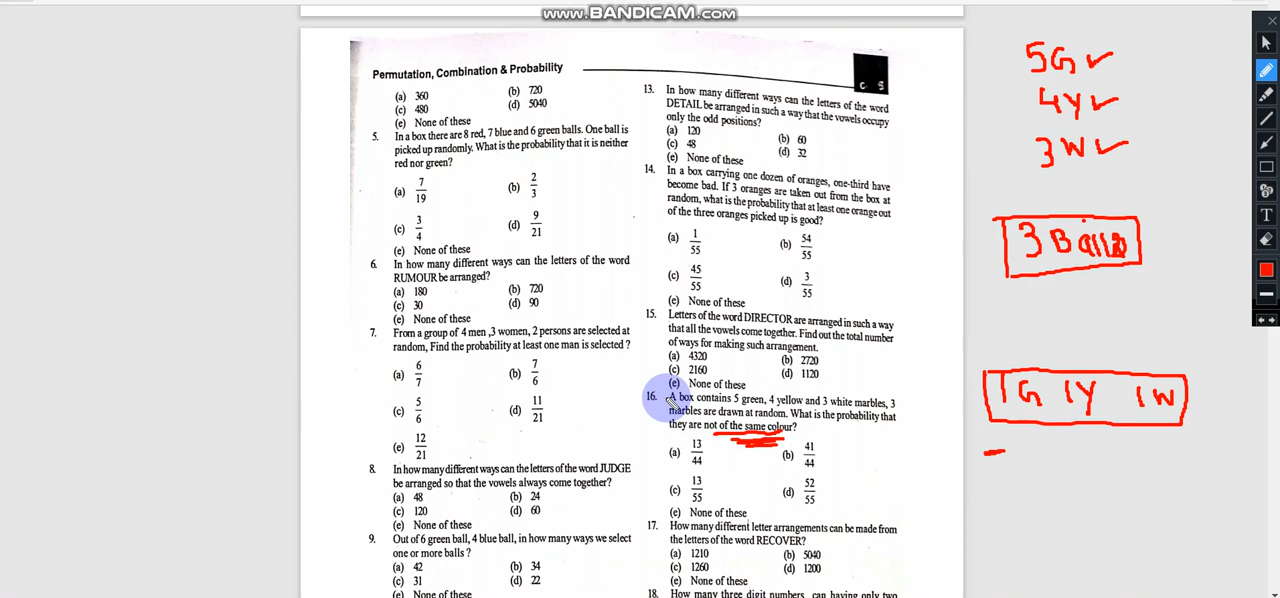 www.BANDICAM.com
Permutation, Combination & Probability
C 5
(a) 360 (b) 720
(c) 480 (d) 5040
(e) None of these
5. In a box there are 8 red, 7 blue and 6 green balls. One ball is
picked up randomly. What is the probability that it is neither
red nor green?
(a) 7/19 (b) 2/3
(c) 3/4 (d) 9/21
(e) None of these
6. In how many different ways can the letters of the word
RUMOUR be arranged?
(a) 180 (b) 720
(c) 30 (d) 90
(e) None of these
7. From a group of 4 men ,3 women, 2 persons are selected at
random, Find the probability at least one man is selected ?
(a) 6/7 (b) 7/6
(c) 5/6 (d) 11/21
(e) 12/21
8. In how many different ways can the letters of the word JUDGE
be arranged so that the vowels always come together?
(a) 48 (b) 24
(c) 120 (d) 60
(e) None of these
9. Out of 6 green ball, 4 blue ball, in how many ways we select
one or more balls ?
(a) 42 (b) 34
(c) 31 (d) 22
(e) None of these
13. In how many different ways can the letters of the word
DETAIL be arranged in such a way that the vowels occupy
only the odd positions?
(a) 120 (b) 60
(c) 48 (d) 32
(e) None of these
14. In a box carrying one dozen of oranges, one-third have
become bad. If 3 oranges are taken out from the box at
random, what is the probability that at least one orange out
of the three oranges picked up is good?
(a) 1/55 (b) 54/55
(c) 45/55 (d) 3/55
(e) None of these
15. Letters of the word DIRECTOR are arranged in such a way
that all the vowels come together. Find out the total number
of ways for making such arrangement.
(a) 4320 (b) 2720
(c) 2160 (d) 1120
(e) None of these
16. A box contains 5 green, 4 yellow and 3 white marbles, 3
marbles are drawn at random. What is the probability that
they are not of the same colour?
(a) 13/44 (b) 41/44
(c) 13/55 (d) 52/55
(e) None of these
17. How many different letter arrangements can be made from
the letters of the word RECOVER?
(a) 1210 (b) 5040
(c) 1260 (d) 1200
(e) None of these
18. How many three digit numbers can having only two
5G ✓
4Y ✓
3W ✓
3 Balls
1G 1Y 1W
T